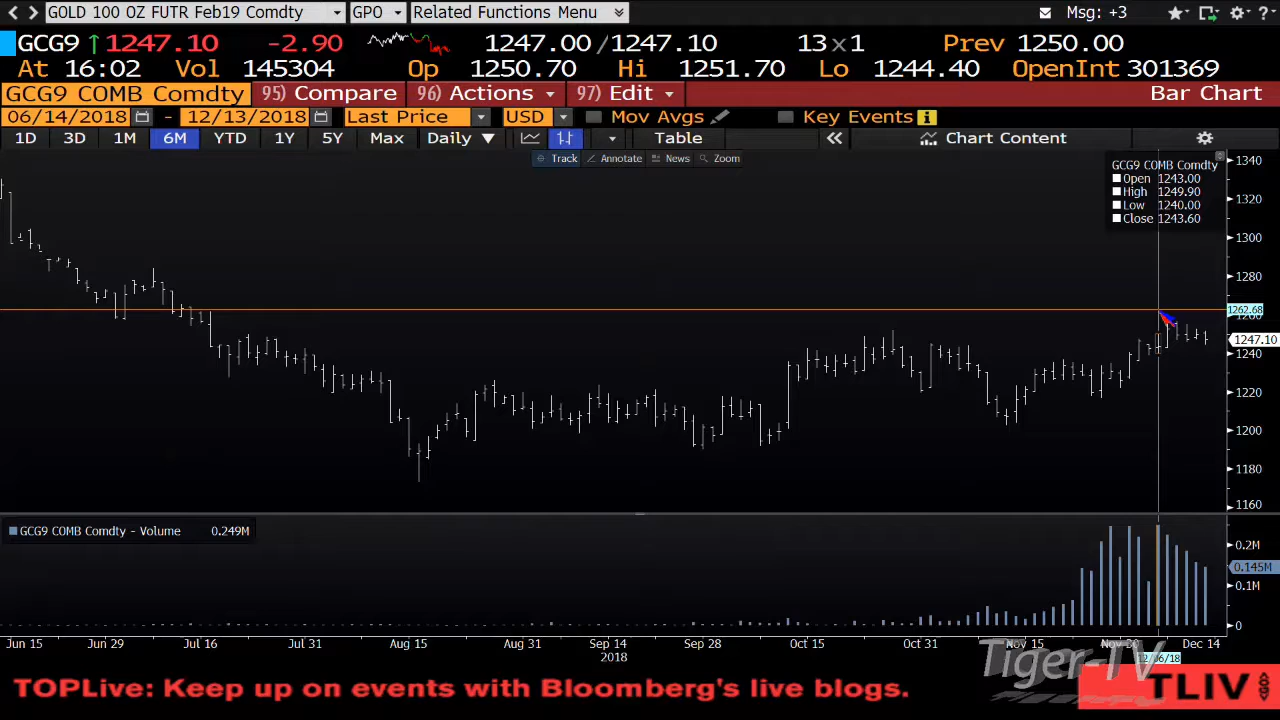 GOLD 100 OZ FUTR Feb19 Comdty GPO Related Functions Menu Msg: +3
GCG9 ↑1247.10 -2.90 1247.00/1247.10 13x1 Prev 1250.00
At 16:02 Vol 145304 Op 1250.70 Hi 1251.70 Lo 1244.40 OpenInt 301369
GCG9 COMB Comdty 95) Compare 96) Actions 97) Edit Bar Chart
06/14/2018 - 12/13/2018 Last Price USD Mov Avgs Key Events
1D 3D 1M 6M YTD 1Y 5Y Max Daily ▼ Table « Chart Content
Track Annotate News Zoom
GCG9 COMB Comdty
Open 1243.00
High 1249.90
Low 1240.00
Close 1243.60
1340
1320
1300
1280
1262.68
1260
1247.10
1240
1220
1200
1180
1160
GCG9 COMB Comdty - Volume 0.249M
0.2M
0.145M
0.1M
0
Jun 15 Jun 29 Jul 16 Jul 31 Aug 15 Aug 31 Sep 14 Sep 28 Oct 15 Oct 31 Nov 15 Nov 30 Dec 14
2018
12/06/18
Tiger-TV
TOPLive: Keep up on events with Bloomberg's live blogs.
TLIV